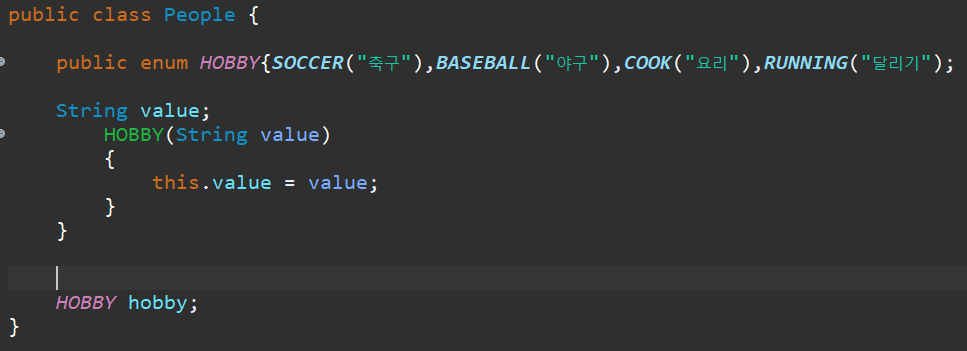 public class People {
public enum HOBBY{SOCCER("축구"),BASEBALL("야구"),COOK("요리"),RUNNING("달리기");
String value;
HOBBY(String value)
{
this.value = value;
}
}
HOBBY hobby;
}